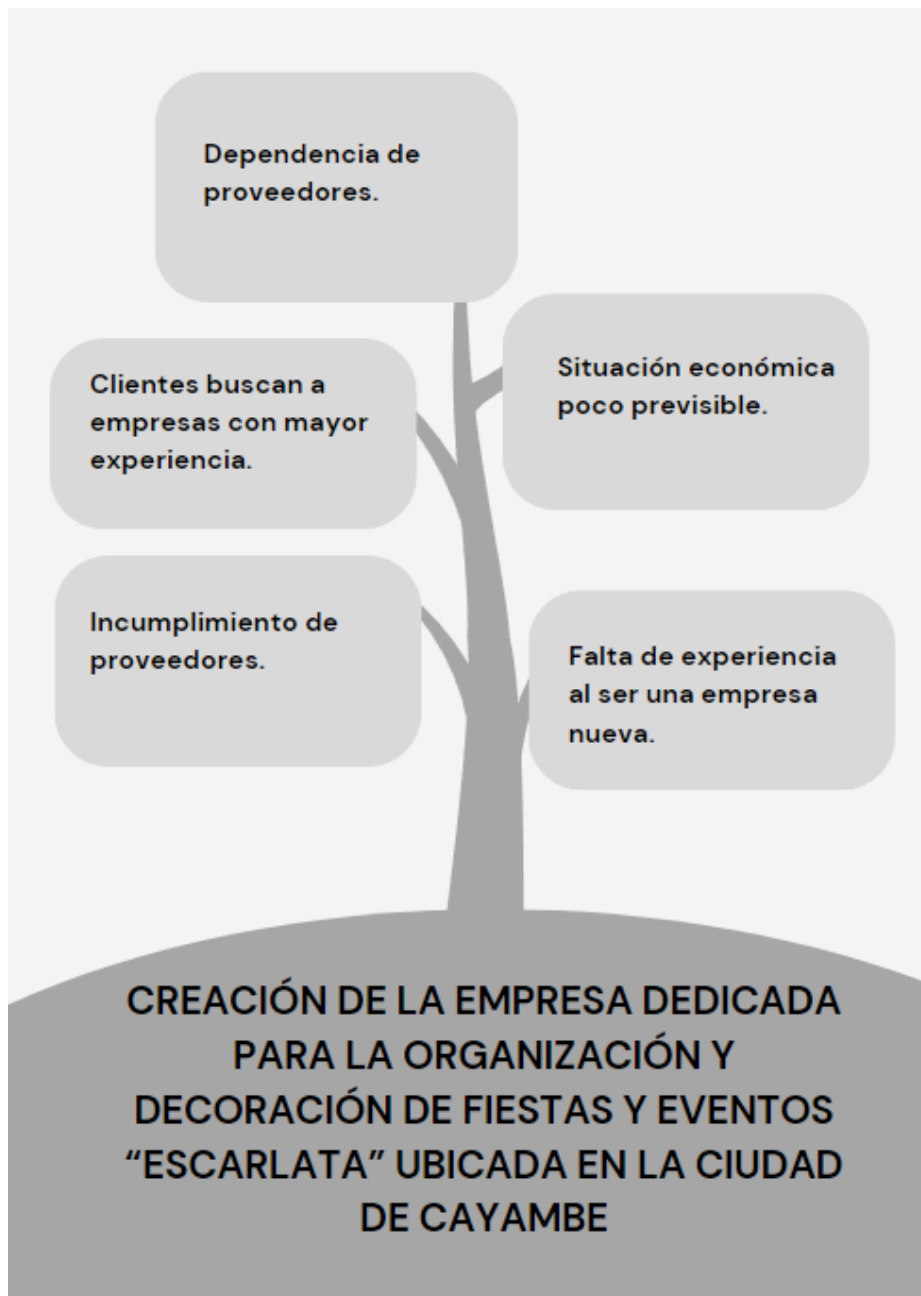 Dependencia de
proveedores.
Clientes buscan a
empresas con mayor
experiencia.
Situación económica
poco previsible.
Incumplimiento de
proveedores.
Falta de experiencia
al ser una empresa
nueva.
CREACIÓN DE LA EMPRESA DEDICADA
PARA LA ORGANIZACIÓN Y
DECORACIÓN DE FIESTAS Y EVENTOS
“ESCARLATA” UBICADA EN LA CIUDAD
DE CAYAMBE